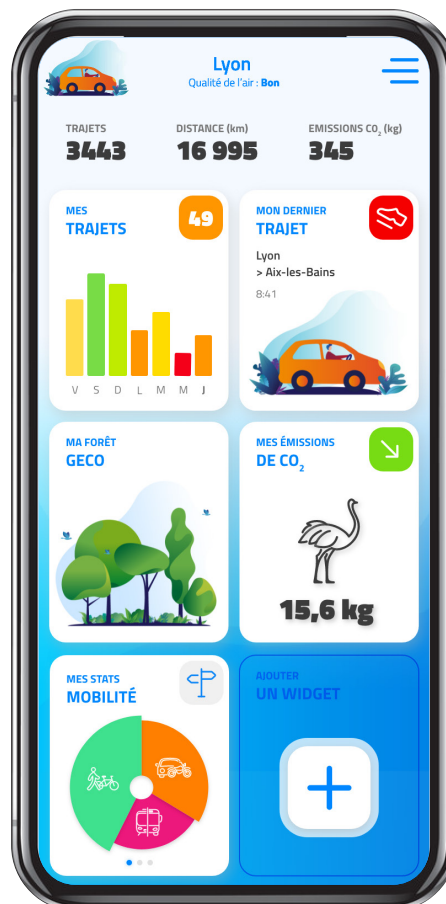 Lyon
Qualité de l'air : Bon
TRAJETS
3443
DISTANCE (km)
16 995
EMISSIONS CO₂ (kg)
345
MES
TRAJETS
49
V S D L M M J
MON DERNIER
TRAJET
Lyon
> Aix-les-Bains
8:41
MA FORÊT
GECO
MES ÉMISSIONS
DE CO₂
15,6 kg
MES STATS
MOBILITÉ
AJOUTER
UN WIDGET